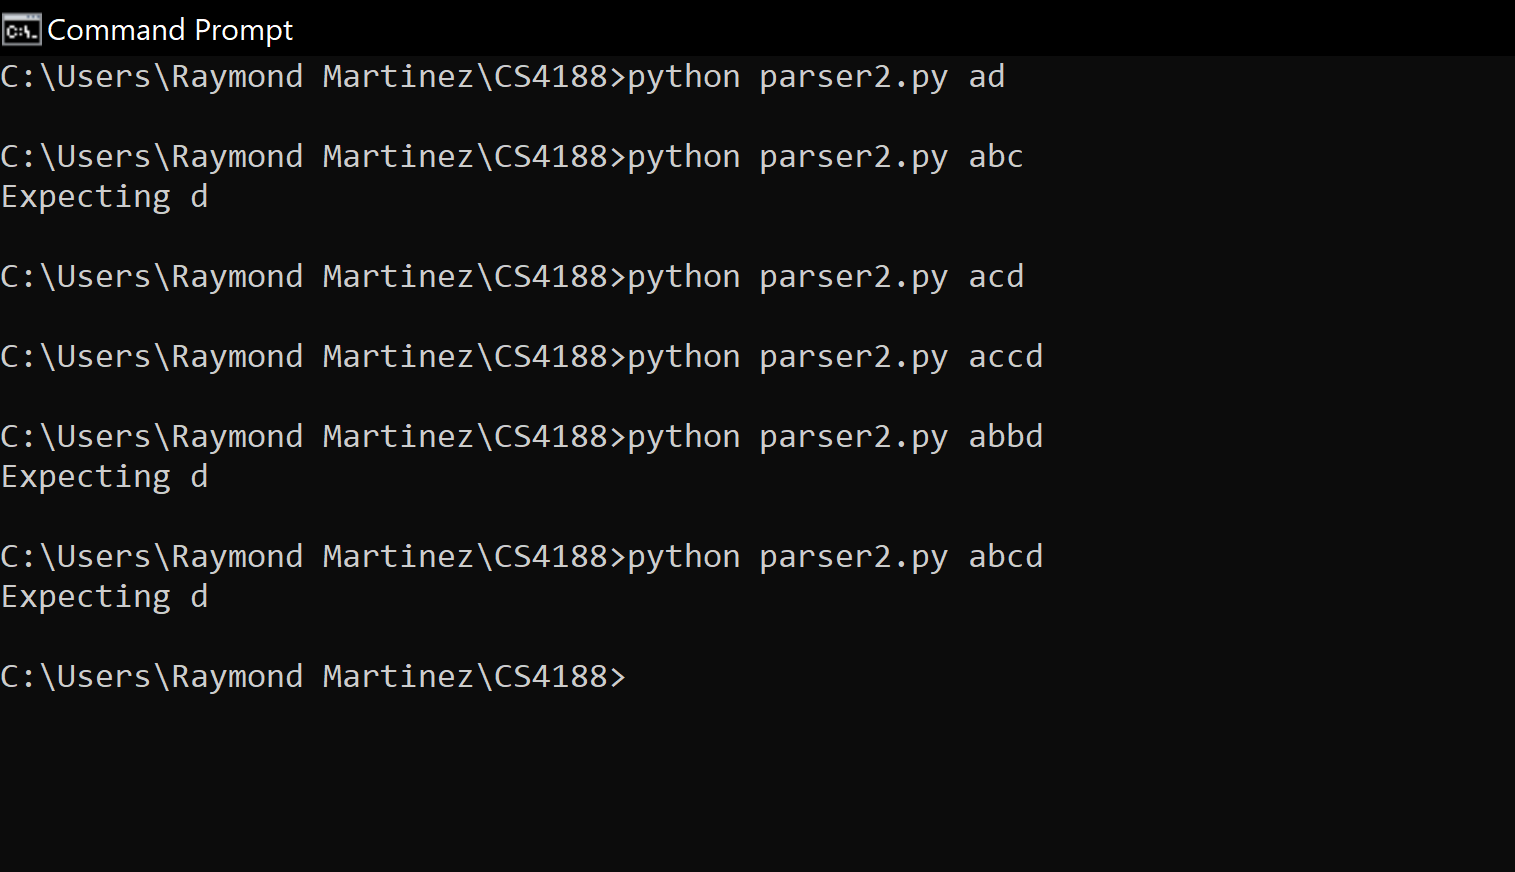 Command Prompt
C:\Users\Raymond Martinez\CS4188>python parser2.py ad
C:\Users\Raymond Martinez\CS4188>python parser2.py abc
Expecting d
C:\Users\Raymond Martinez\CS4188>python parser2.py acd
C:\Users\Raymond Martinez\CS4188>python parser2.py accd
C:\Users\Raymond Martinez\CS4188>python parser2.py abbd
Expecting d
C:\Users\Raymond Martinez\CS4188>python parser2.py abcd
Expecting d
C:\Users\Raymond Martinez\CS4188>